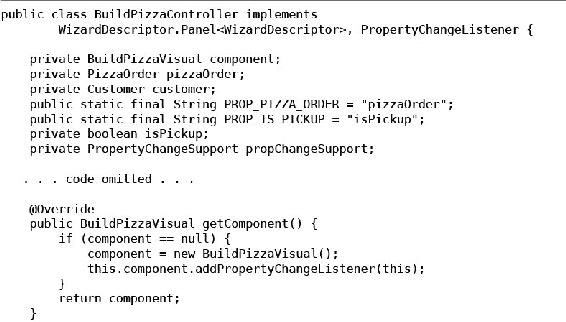 public class BuildPizzaController implements
WizardDescriptor.Panel<WizardDescriptor>, PropertyChangeListener {
private BuildPizzaVisual component;
private PizzaOrder pizzaOrder;
private Customer customer;
public static final String PROP_PIZZA_ORDER = "pizzaOrder";
public static final String PROP_IS_PICKUP = "isPickup";
private boolean isPickup;
private PropertyChangeSupport propChangeSupport;
. . . code omitted . . .
@Override
public BuildPizzaVisual getComponent() {
if (component == null) {
component = new BuildPizzaVisual();
this.component.addPropertyChangeListener(this);
}
return component;
}